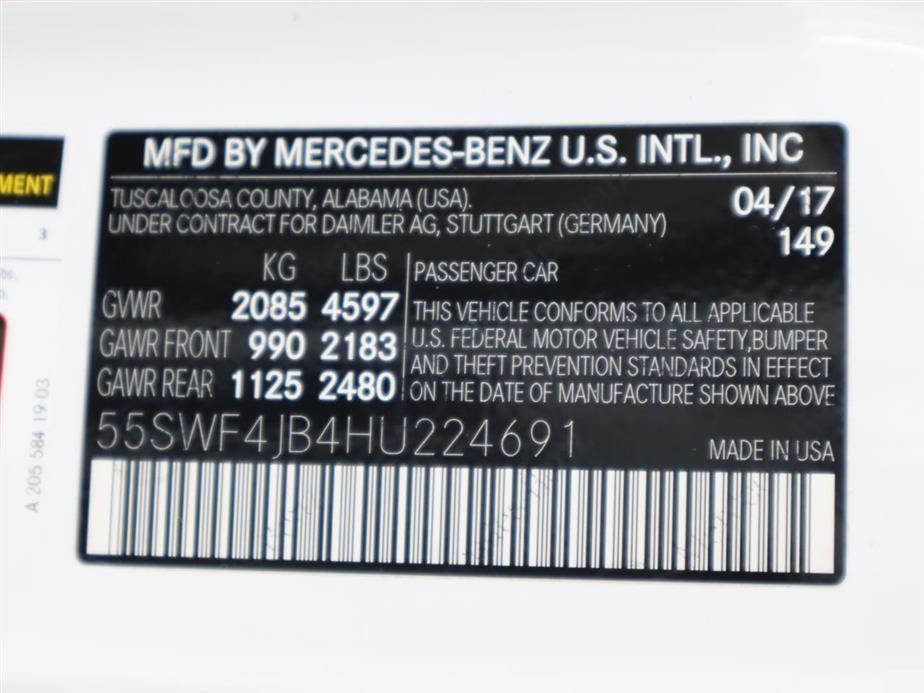 MFD BY MERCEDES-BENZ U.S. INTL., INC
TUSCALOOSA COUNTY, ALABAMA (USA). 04/17
UNDER CONTRACT FOR DAIMLER AG, STUTTGART (GERMANY) 149
KG LBS
GVWR 2085 4597
GAWR FRONT 990 2183
GAWR REAR 1125 2480
PASSENGER CAR
THIS VEHICLE CONFORMS TO ALL APPLICABLE
U.S. FEDERAL MOTOR VEHICLE SAFETY,BUMPER
AND THEFT PREVENTION STANDARDS IN EFFECT
ON THE DATE OF MANUFACTURE SHOWN ABOVE
55SWF4JB4HU224691 MADE IN USA
MENT
3
A 205 584 19 03